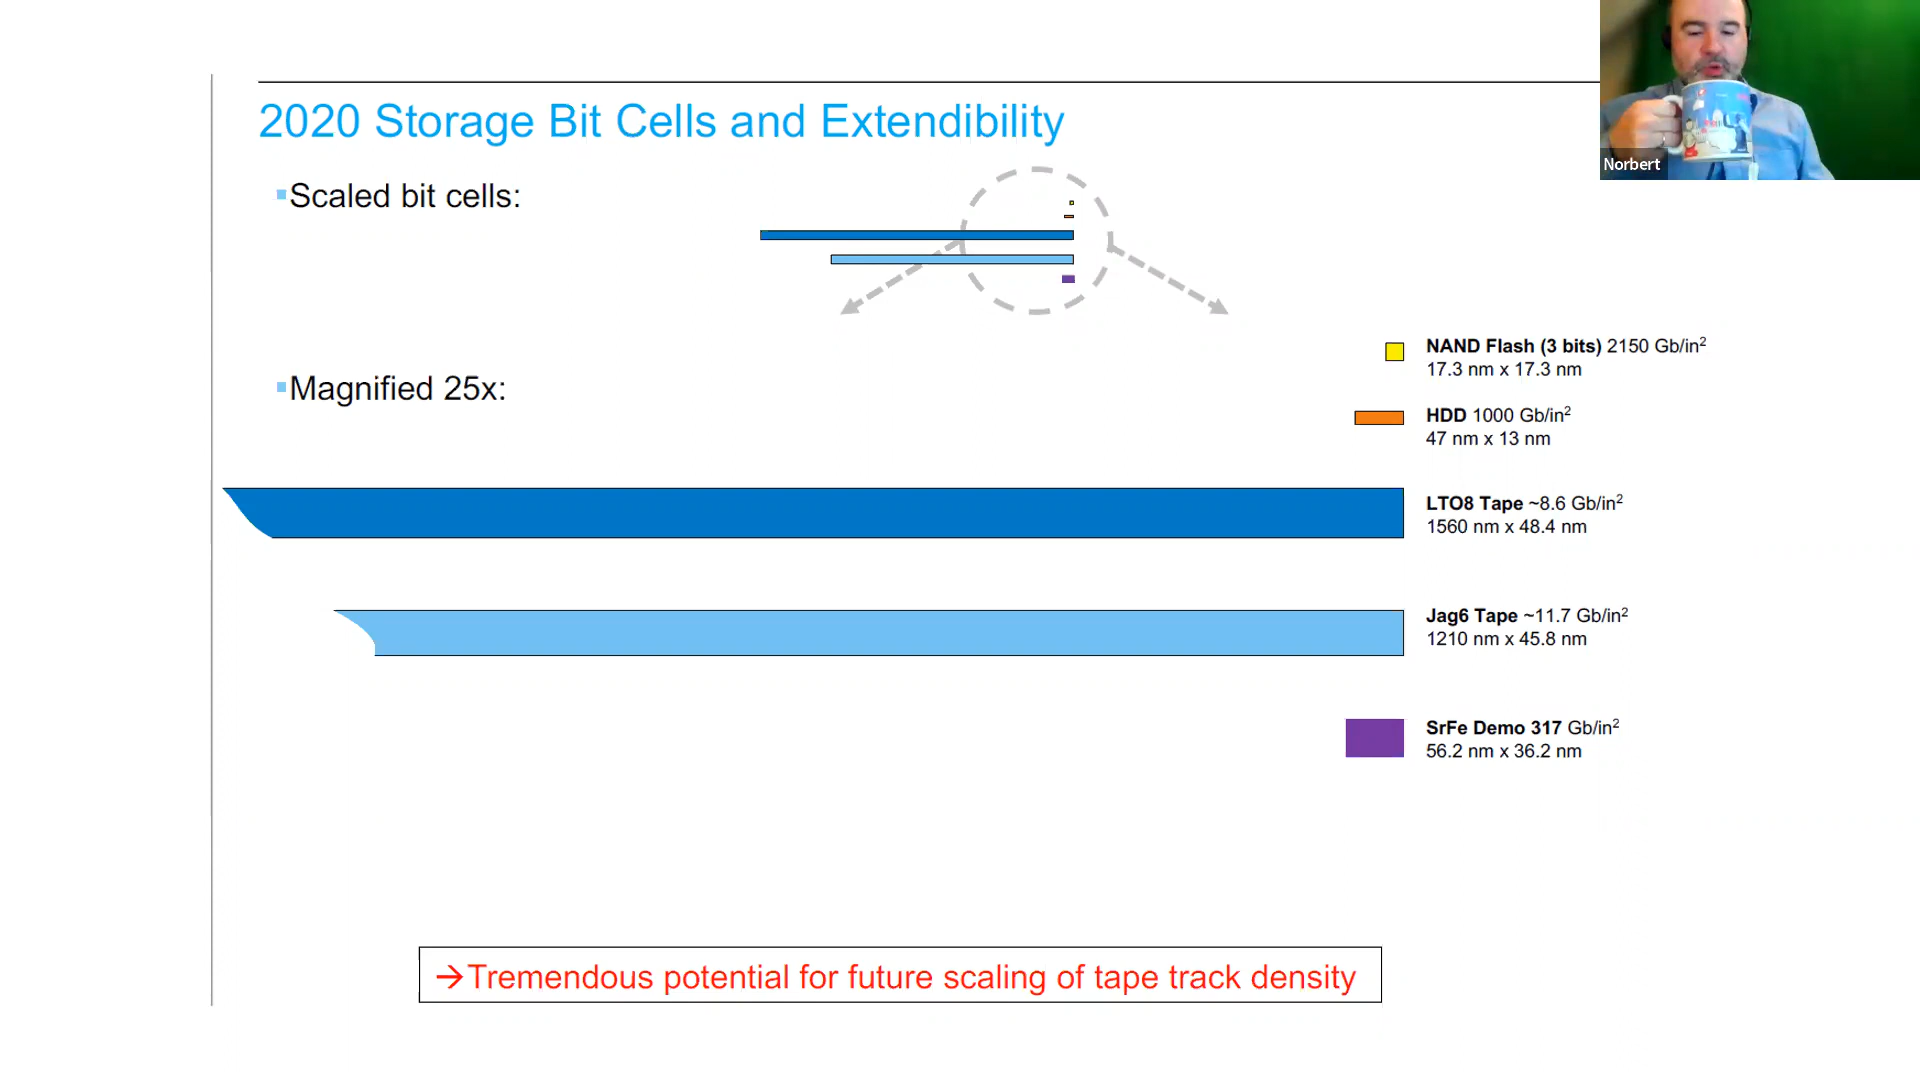 2020 Storage Bit Cells and Extendibility
Norbert
▪Scaled bit cells:
▪Magnified 25x:
NAND Flash (3 bits) 2150 Gb/in²
17.3 nm x 17.3 nm
HDD 1000 Gb/in²
47 nm x 13 nm
LTO8 Tape ~8.6 Gb/in²
1560 nm x 48.4 nm
Jag6 Tape ~11.7 Gb/in²
1210 nm x 45.8 nm
SrFe Demo 317 Gb/in²
56.2 nm x 36.2 nm
→Tremendous potential for future scaling of tape track density